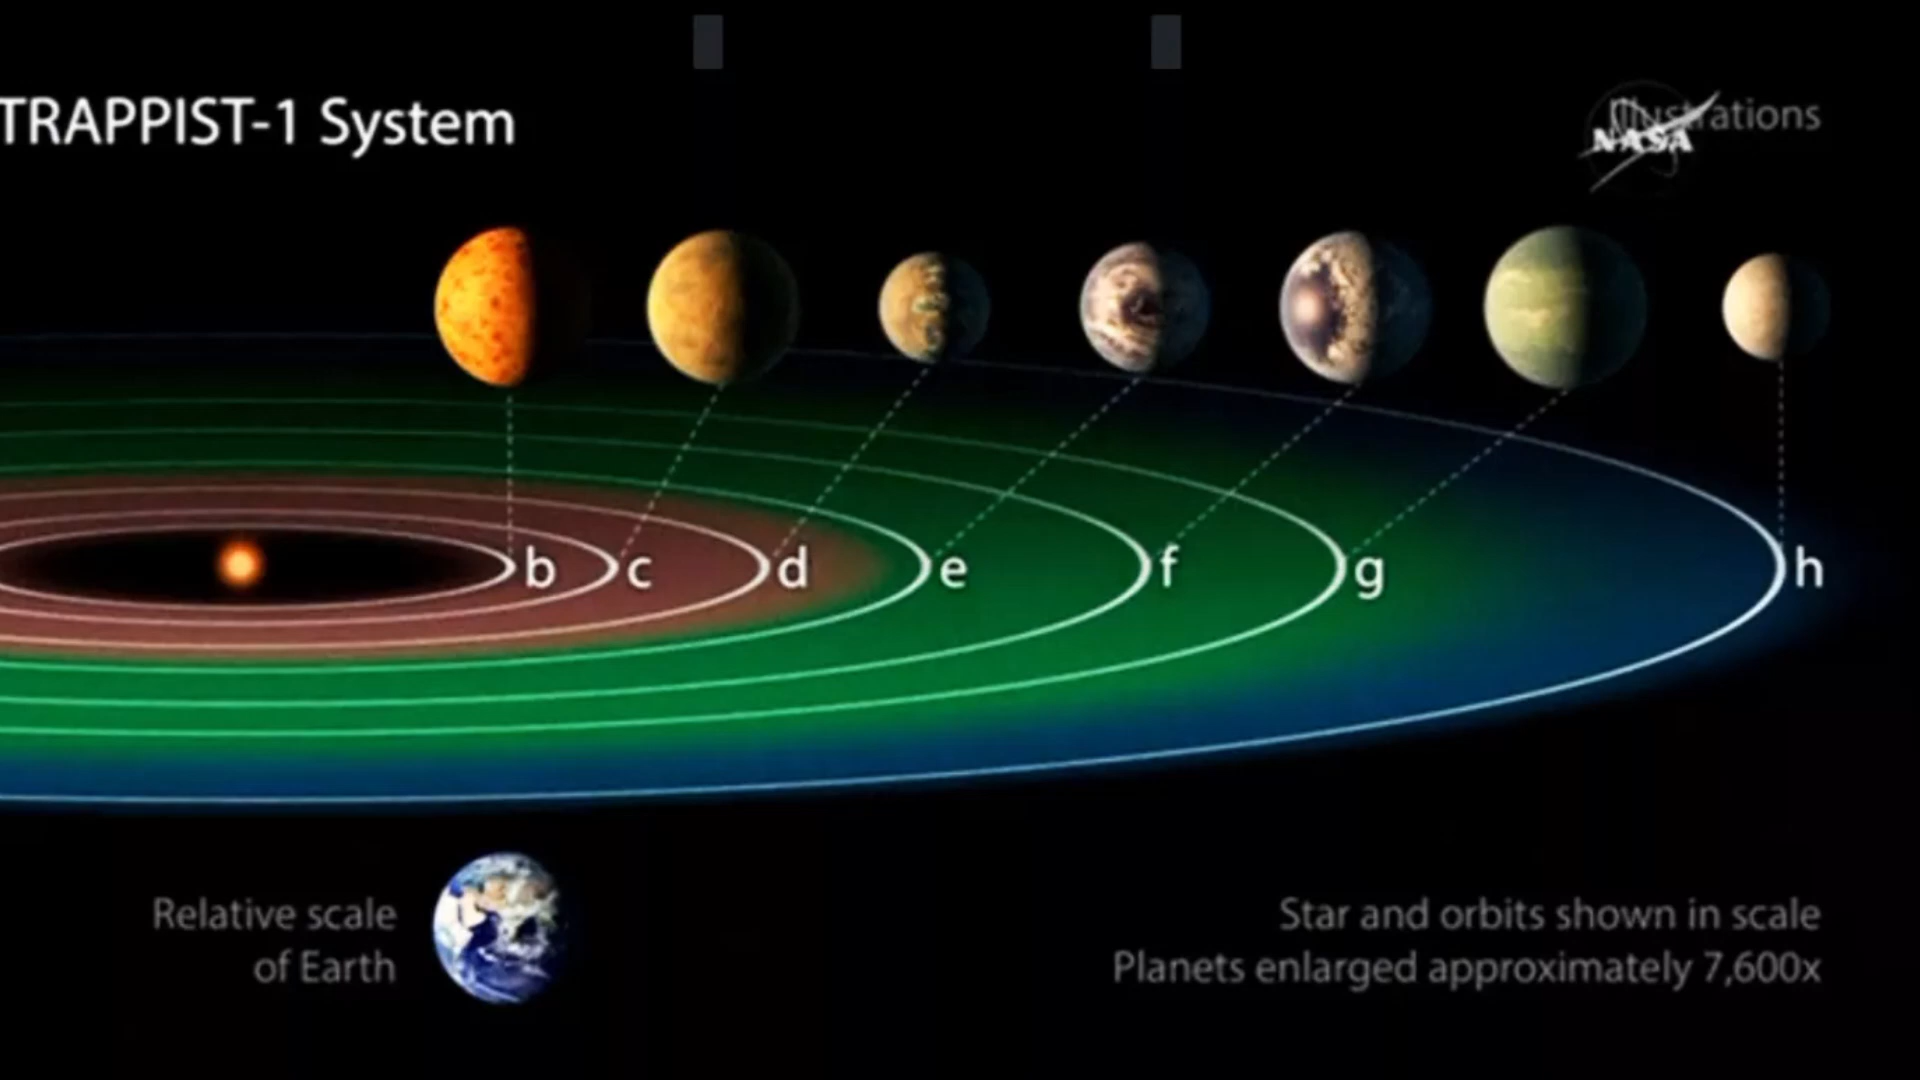 TRAPPIST-1 System
Illustrations
NASA
b
c
d
e
f
g
h
Relative scale
of Earth
Star and orbits shown in scale
Planets enlarged approximately 7,600x